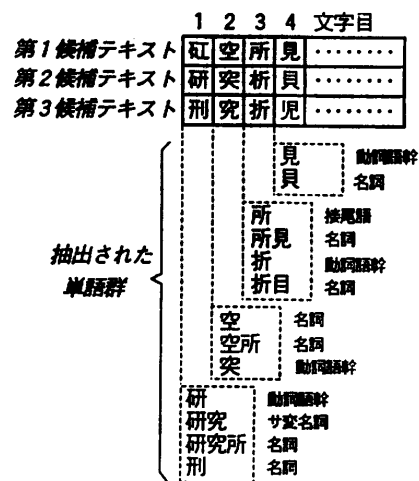 1 2 3 4 文字目
第1候補テキスト 矼 空 所 見 ········
第2候補テキスト 研 突 析 貝 ········
第3候補テキスト 刑 究 折 児 ········
見 動詞語幹
貝 名詞
所 接尾語
所見 名詞
折 動詞語幹
折目 名詞
抽出された
単語群
空 名詞
空所 名詞
突 動詞語幹
研 動詞語幹
研究 サ変名詞
研究所 名詞
刑 名詞